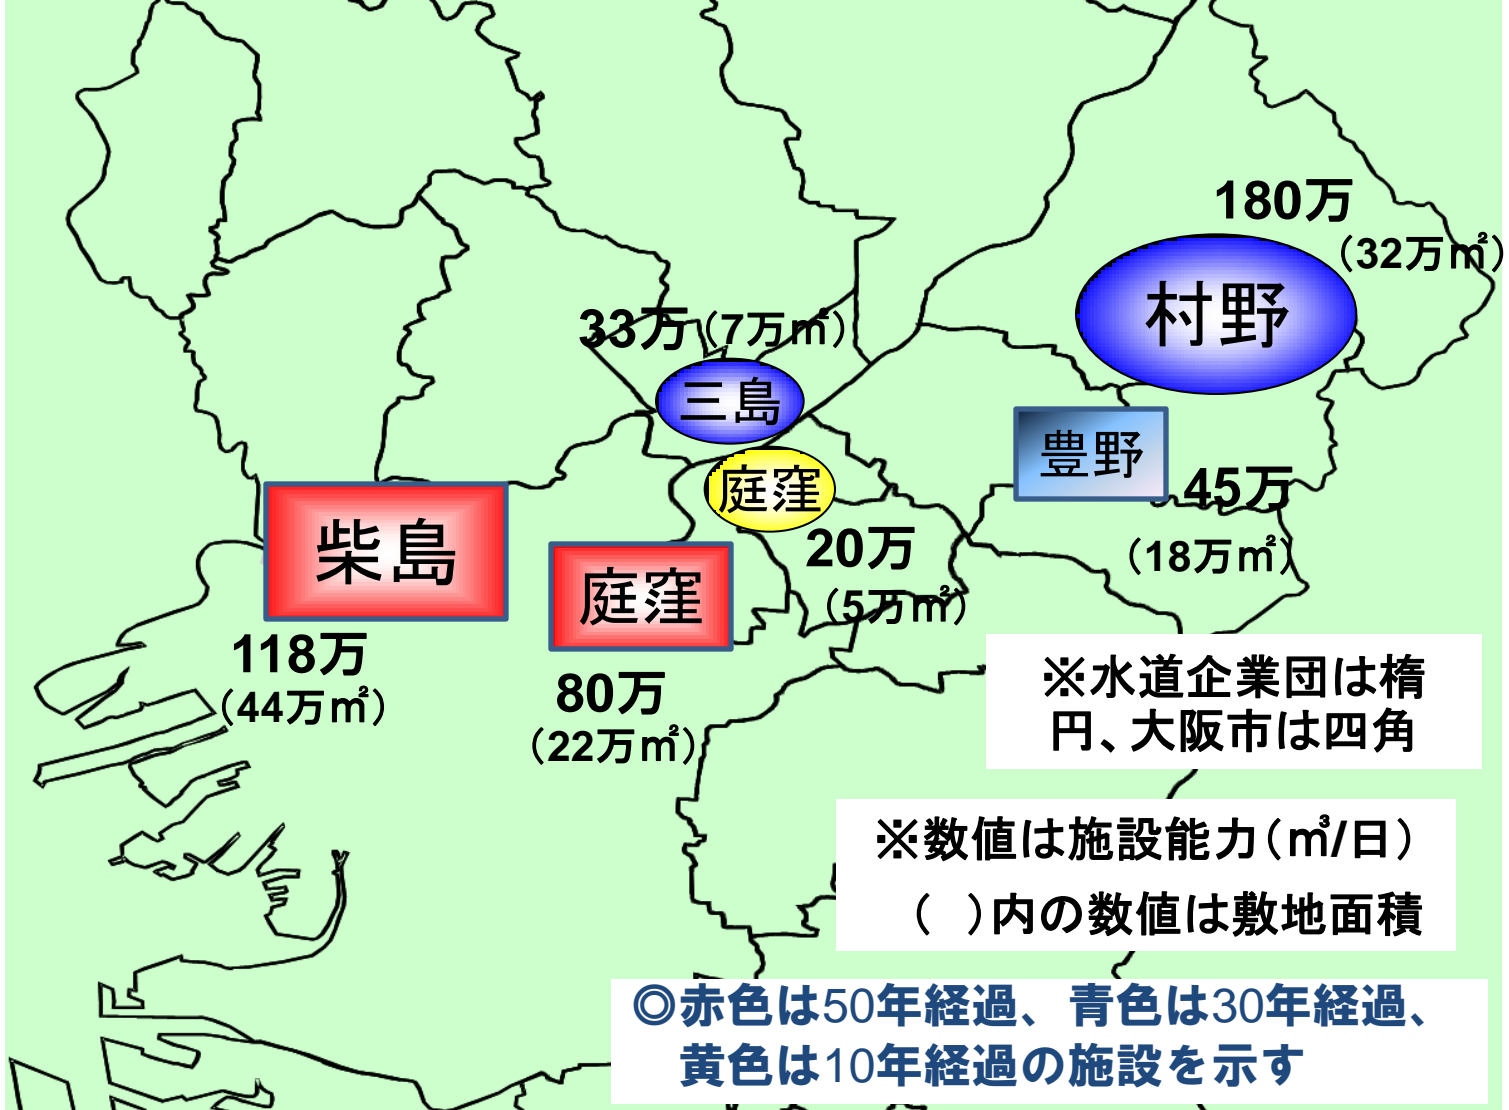 180万
(32万㎡)
村野
33万(7万㎡)
三島
豊野
45万
(18万㎡)
庭窪
20万
(5万㎡)
柴島
118万
(44万㎡)
庭窪
80万
(22万㎡)
※水道企業団は楕
円、大阪市は四角
※数値は施設能力(㎥/日)
( )内の数値は敷地面積
◎赤色は50年経過、青色は30年経過、
黄色は10年経過の施設を示す